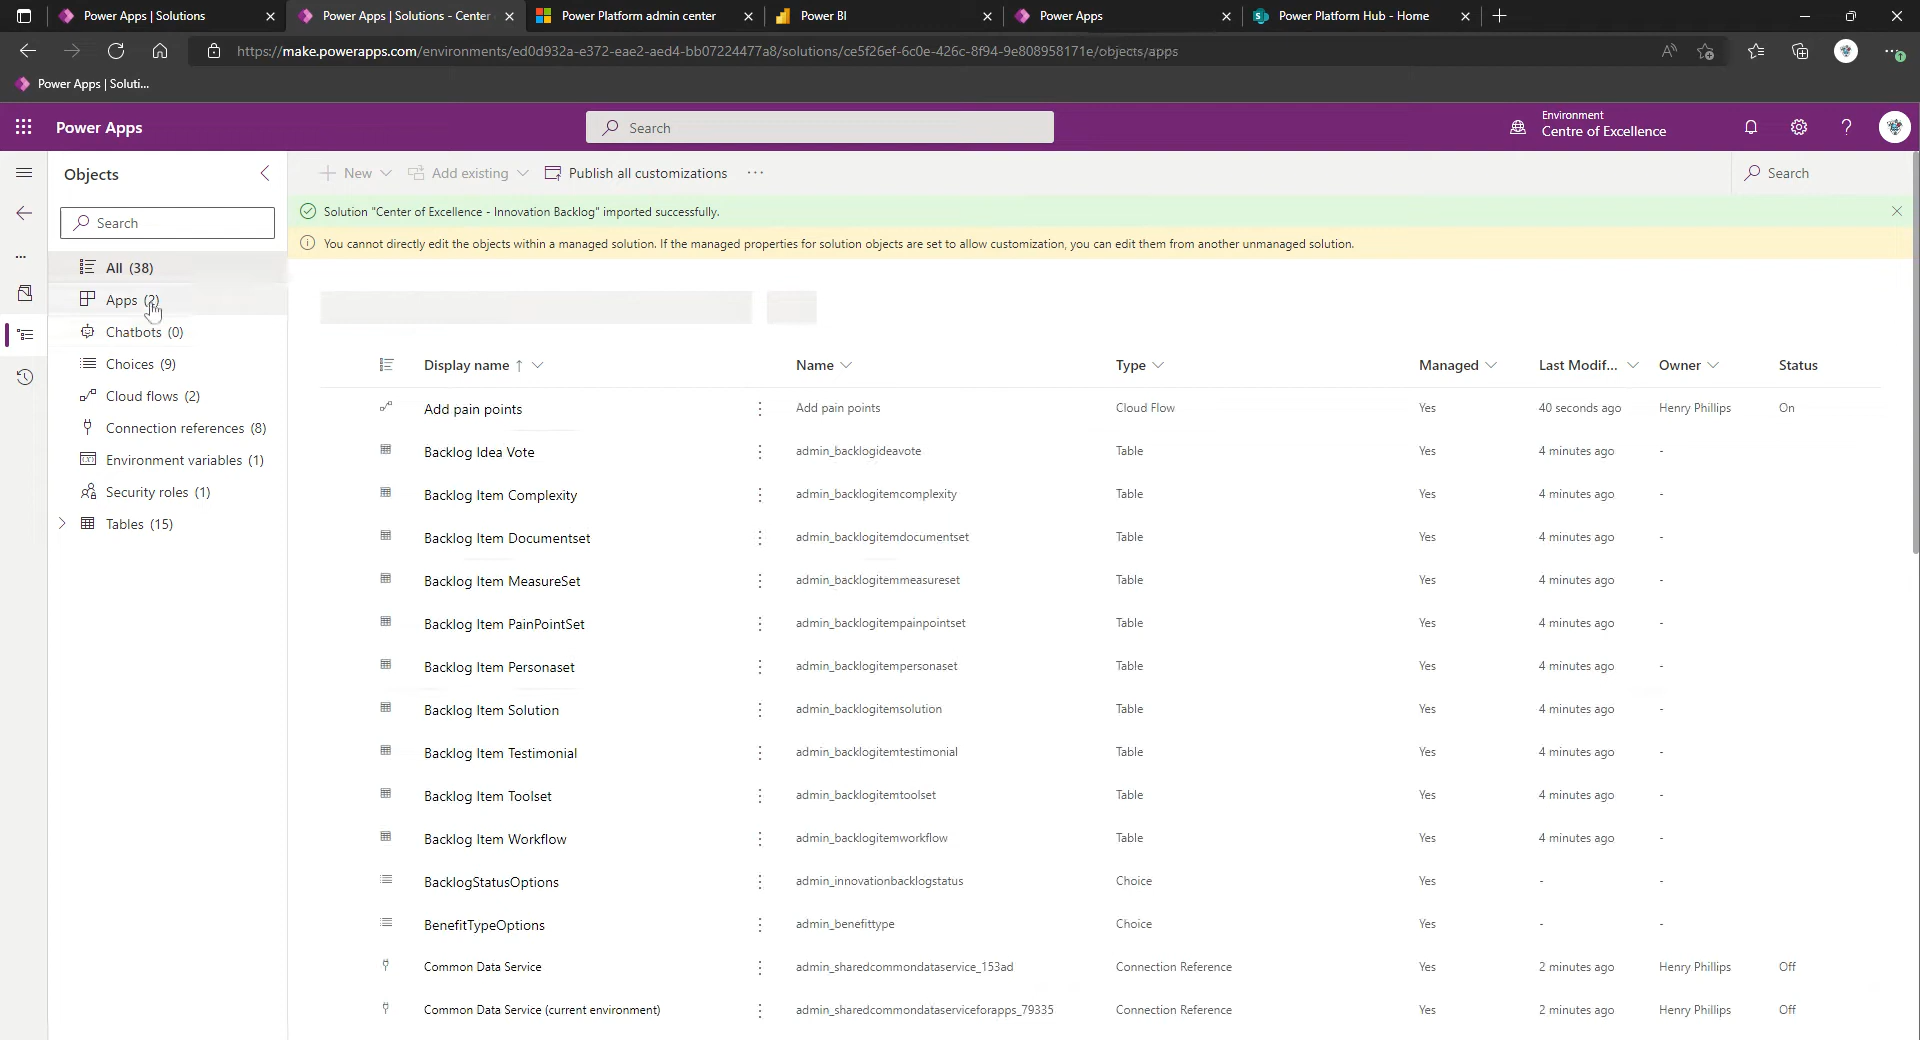 Power Apps | Solutions
Power Apps | Solutions - Center
Power Platform admin center
Power BI
Power Apps
Power Platform Hub - Home
https://make.powerapps.com/environments/ed0d932a-e372-eae2-aed4-bb07224477a8/solutions/ce5f26ef-6c0e-426c-8f94-9e808958171e/objects/apps
Power Apps | Soluti...
Power Apps
Search
Environment
Centre of Excellence
Objects
New
Add existing
Publish all customizations
Search
Search
Solution "Center of Excellence - Innovation Backlog" imported successfully.
You cannot directly edit the objects within a managed solution. If the managed properties for solution objects are set to allow customization, you can edit them from another unmanaged solution.
All (38)
Apps (2)
Chatbots (0)
Choices (9)
Cloud flows (2)
Connection references (8)
Environment variables (1)
Security roles (1)
Tables (15)
Display name ↑ Name Type Managed Last Modif... Owner Status
Add pain points Add pain points Cloud Flow Yes 40 seconds ago Henry Phillips On
Backlog Idea Vote admin_backlogideavote Table Yes 4 minutes ago -
Backlog Item Complexity admin_backlogitemcomplexity Table Yes 4 minutes ago -
Backlog Item Documentset admin_backlogitemdocumentset Table Yes 4 minutes ago -
Backlog Item MeasureSet admin_backlogitemmeasureset Table Yes 4 minutes ago -
Backlog Item PainPointSet admin_backlogitempainpointset Table Yes 4 minutes ago -
Backlog Item Personaset admin_backlogitempersonaset Table Yes 4 minutes ago -
Backlog Item Solution admin_backlogitemsolution Table Yes 4 minutes ago -
Backlog Item Testimonial admin_backlogitemtestimonial Table Yes 4 minutes ago -
Backlog Item Toolset admin_backlogitemtoolset Table Yes 4 minutes ago -
Backlog Item Workflow admin_backlogitemworkflow Table Yes 4 minutes ago -
BacklogStatusOptions admin_innovationbacklogstatus Choice Yes - -
BenefitTypeOptions admin_benefittype Choice Yes - -
Common Data Service admin_sharedcommondataservice_153ad Connection Reference Yes 2 minutes ago Henry Phillips Off
Common Data Service (current environment) admin_sharedcommondataserviceforapps_79335 Connection Reference Yes 2 minutes ago Henry Phillips Off